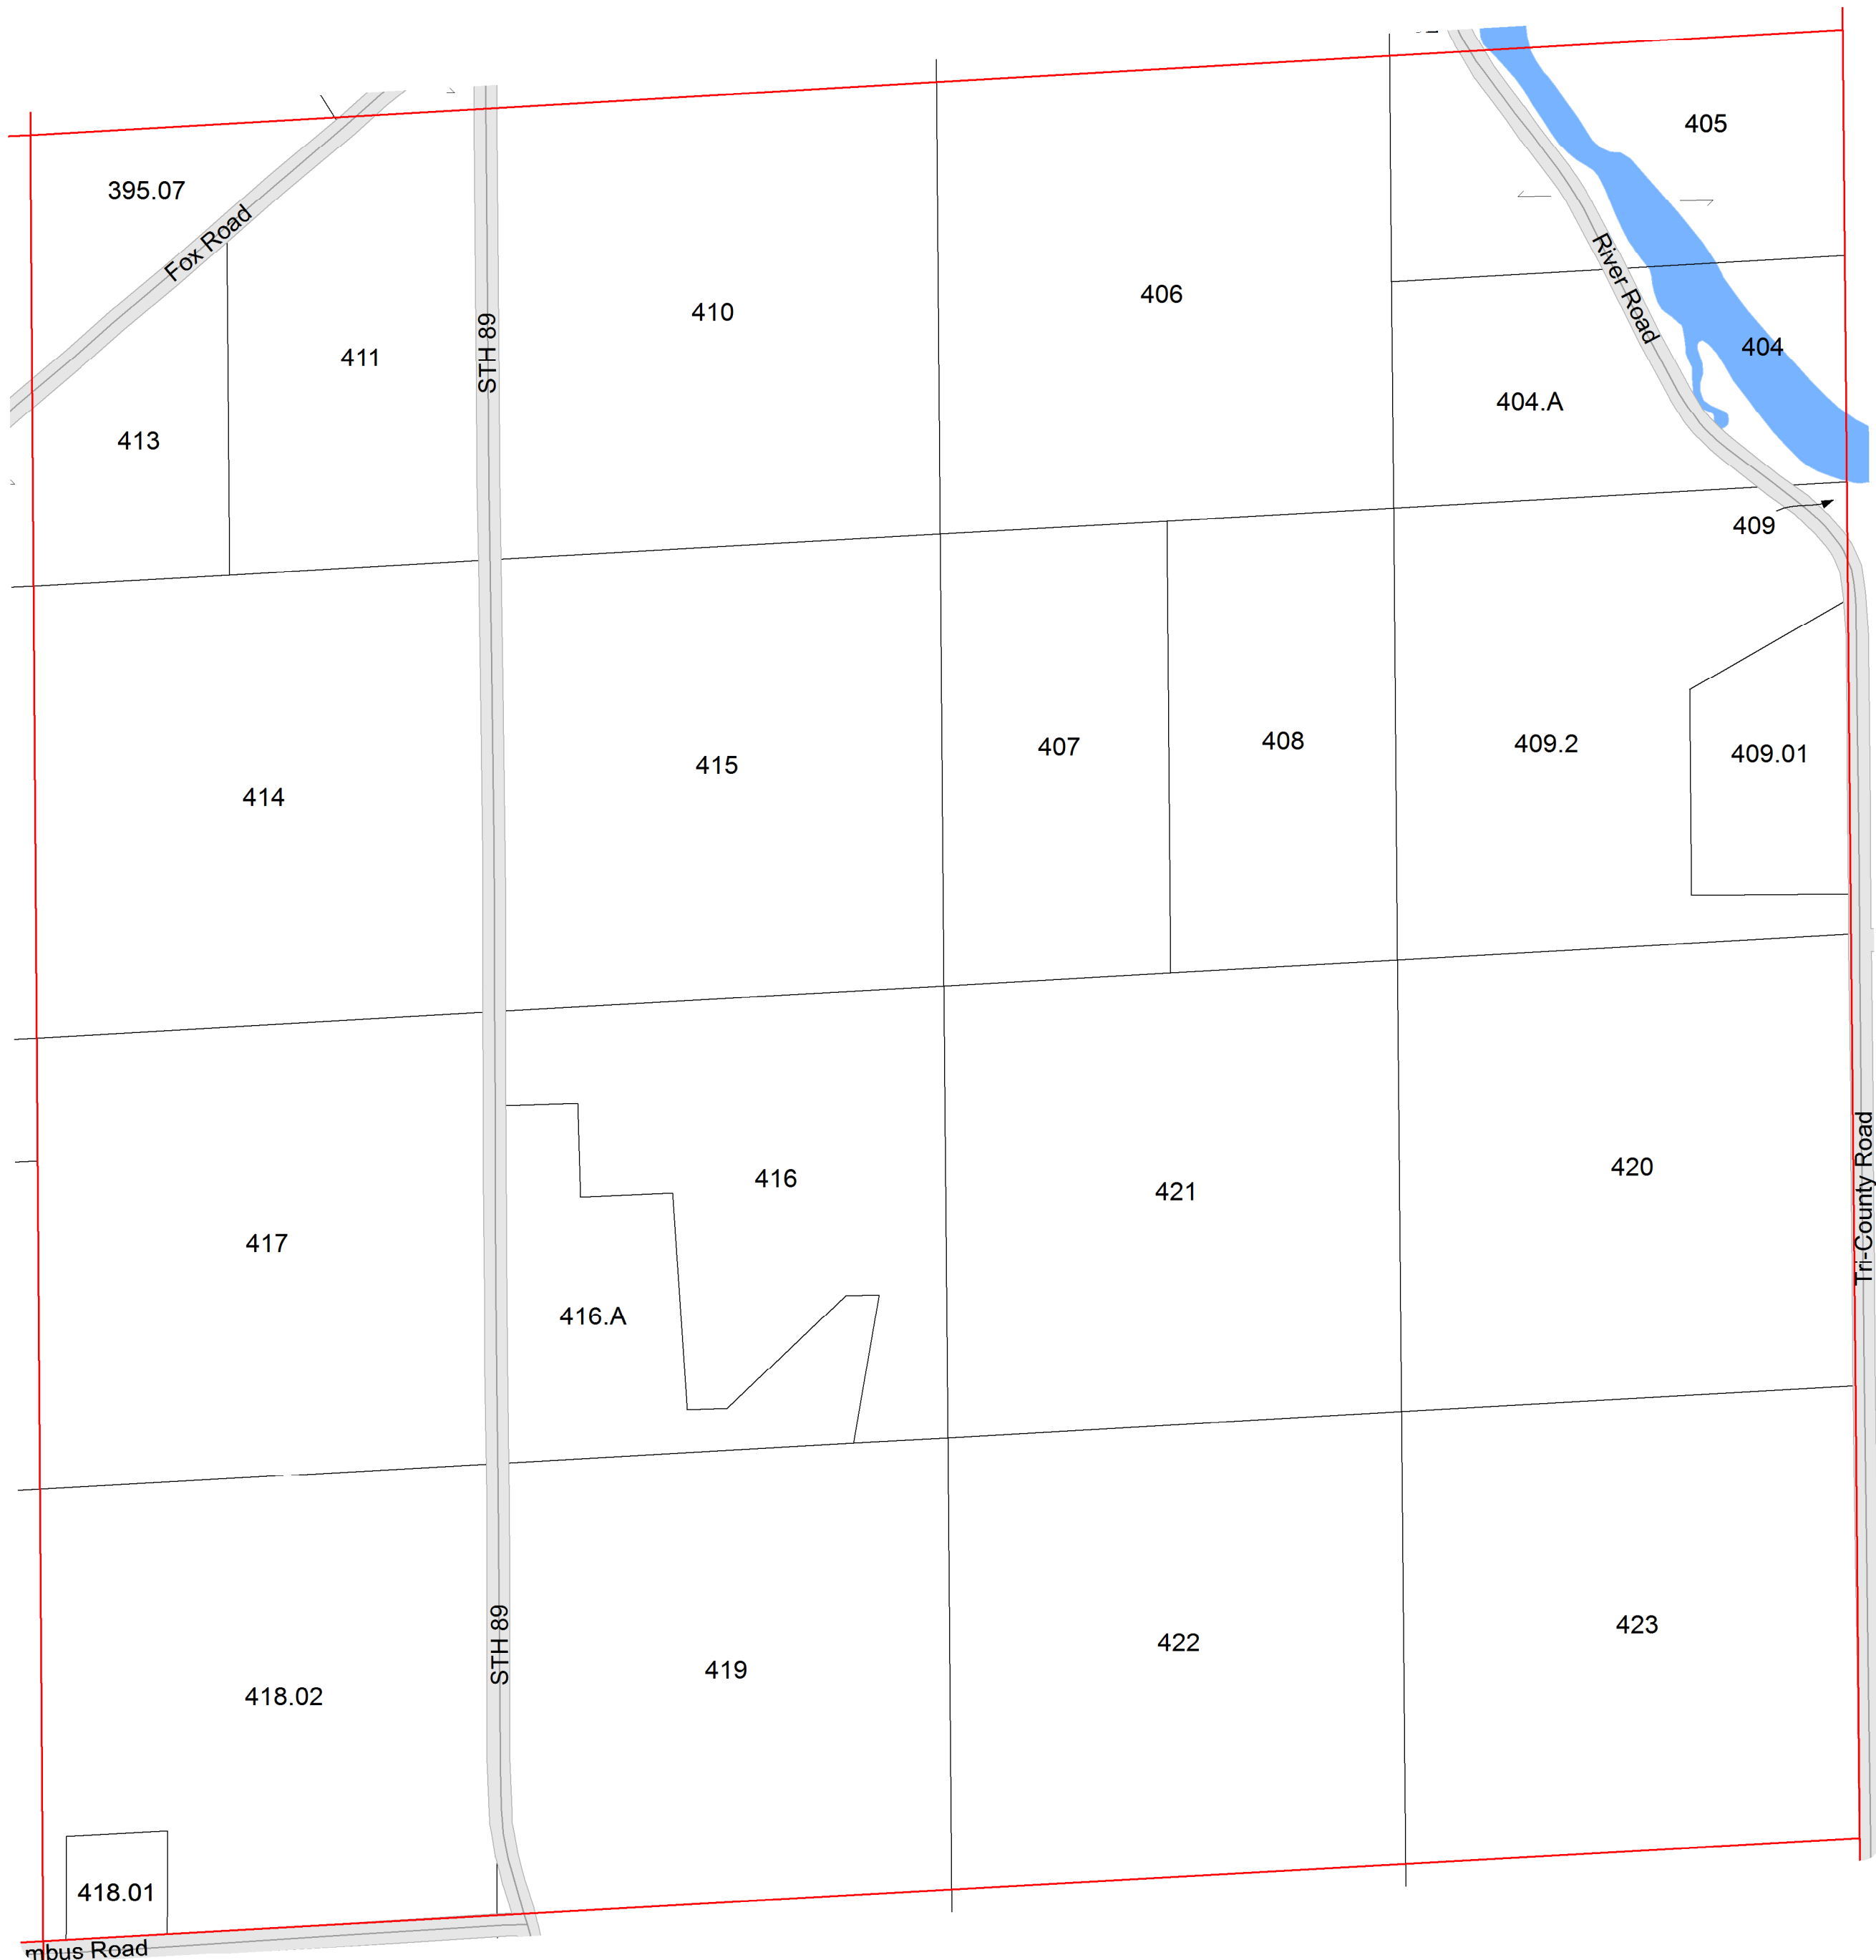 405
395.07
Fox Road
River Road
406
410
STH 89
404
411
404.A
413
409
407
408
409.2
409.01
415
414
420
416
421
Tri-County Road
417
416.A
423
422
STH 89
419
418.02
418.01
mbus Road